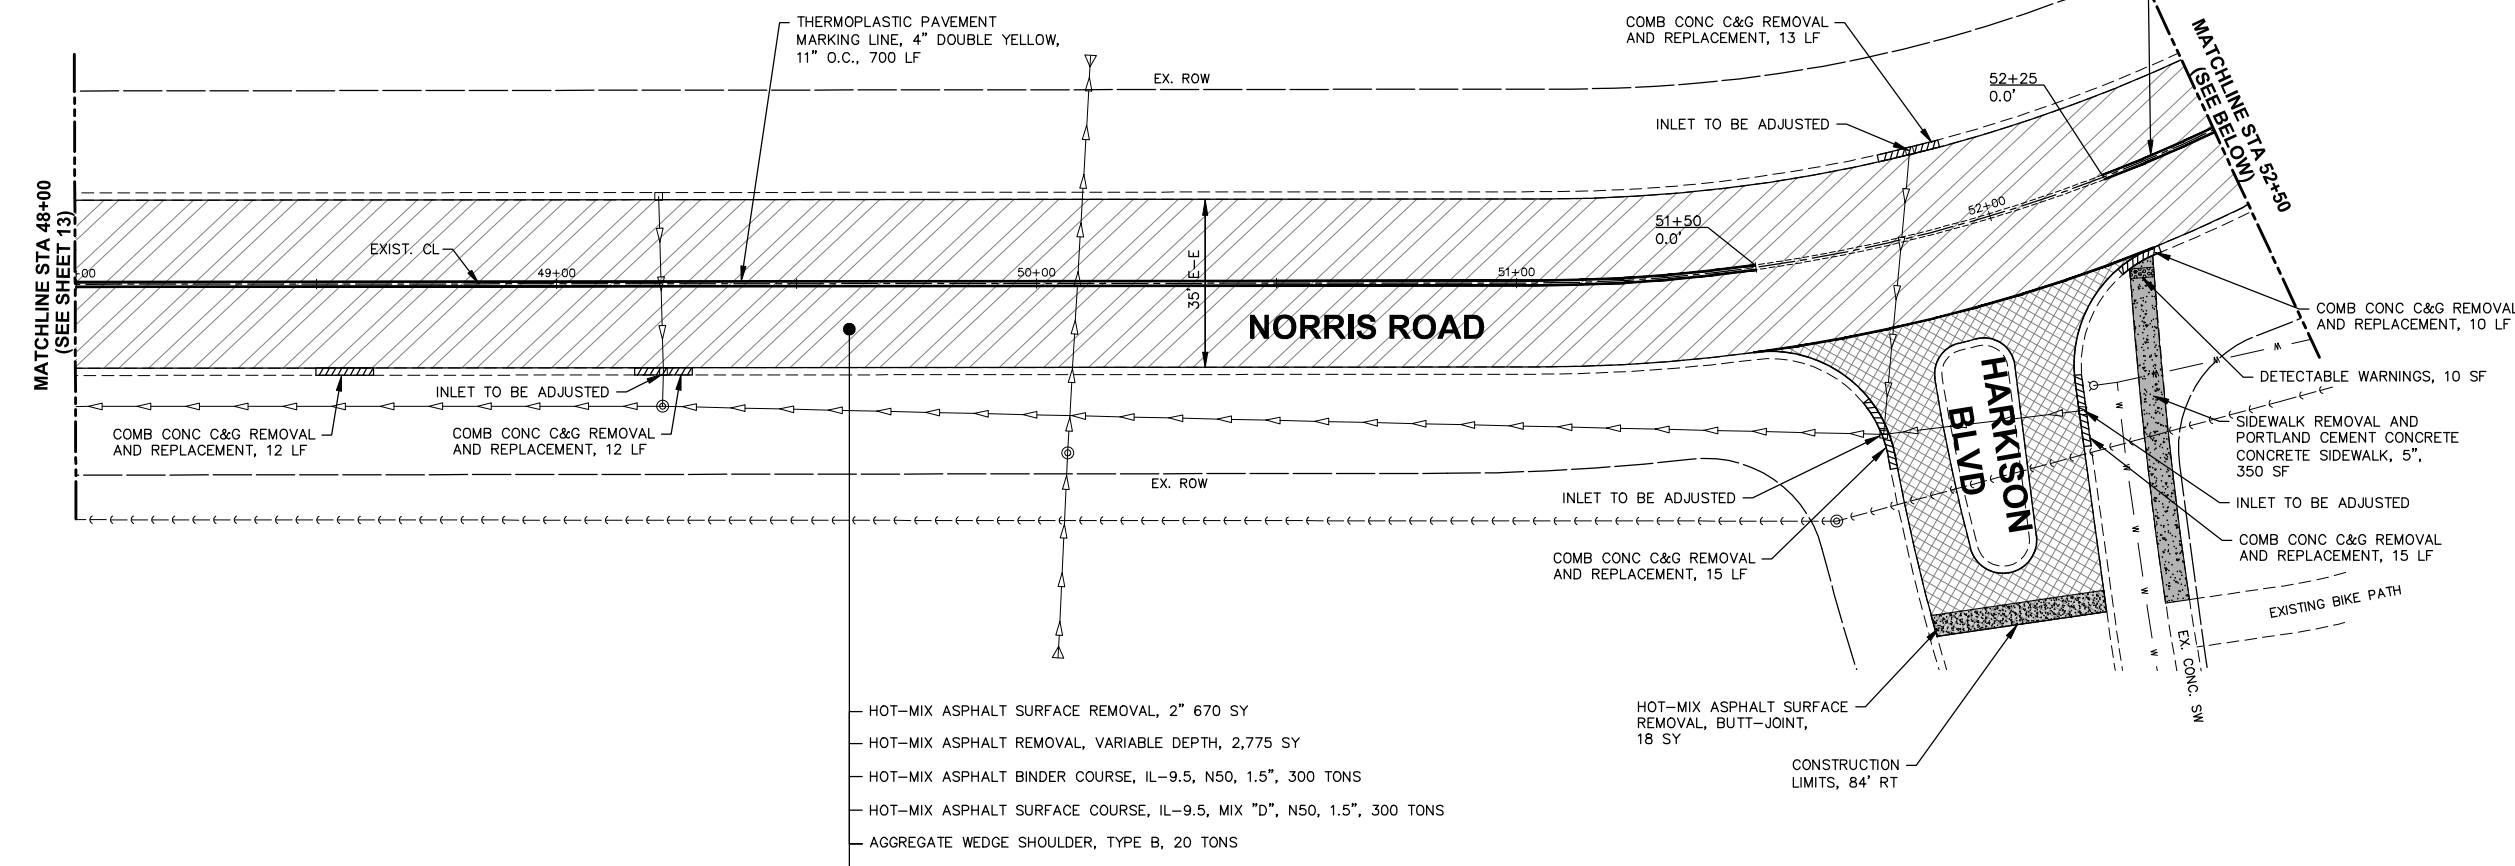 THERMOPLASTIC PAVEMENT
MARKING LINE, 4" DOUBLE YELLOW,
11" O.C., 700 LF
COMB CONC C&G REMOVAL
AND REPLACEMENT, 13 LF
EX. ROW
52+25
0.0'
MATCHLINE STA 52+50
(SEE BELOW)
INLET TO BE ADJUSTED
MATCHLINE STA 48+00
(SEE SHEET 13)
EXIST. CL
+00
49+00
50+00
51+00
52+00
51+50
0.0'
35' E-E
NORRIS ROAD
HARKISON
BLVD
COMB CONC C&G REMOVAL
AND REPLACEMENT, 10 LF
DETECTABLE WARNINGS, 10 SF
INLET TO BE ADJUSTED
COMB CONC C&G REMOVAL
AND REPLACEMENT, 12 LF
COMB CONC C&G REMOVAL
AND REPLACEMENT, 12 LF
SIDEWALK REMOVAL AND
PORTLAND CEMENT CONCRETE
CONCRETE SIDEWALK, 5",
350 SF
EX. ROW
INLET TO BE ADJUSTED
INLET TO BE ADJUSTED
COMB CONC C&G REMOVAL
AND REPLACEMENT, 15 LF
COMB CONC C&G REMOVAL
AND REPLACEMENT, 15 LF
W
W
W
W
W
W
W
W
EXISTING BIKE PATH
EX. CONC. SW
HOT-MIX ASPHALT SURFACE
REMOVAL, BUTT-JOINT,
18 SY
CONSTRUCTION
LIMITS, 84' RT
HOT-MIX ASPHALT SURFACE REMOVAL, 2" 670 SY
HOT-MIX ASPHALT REMOVAL, VARIABLE DEPTH, 2,775 SY
HOT-MIX ASPHALT BINDER COURSE, IL-9.5, N50, 1.5", 300 TONS
HOT-MIX ASPHALT SURFACE COURSE, IL-9.5, MIX "D", N50, 1.5", 300 TONS
AGGREGATE WEDGE SHOULDER, TYPE B, 20 TONS